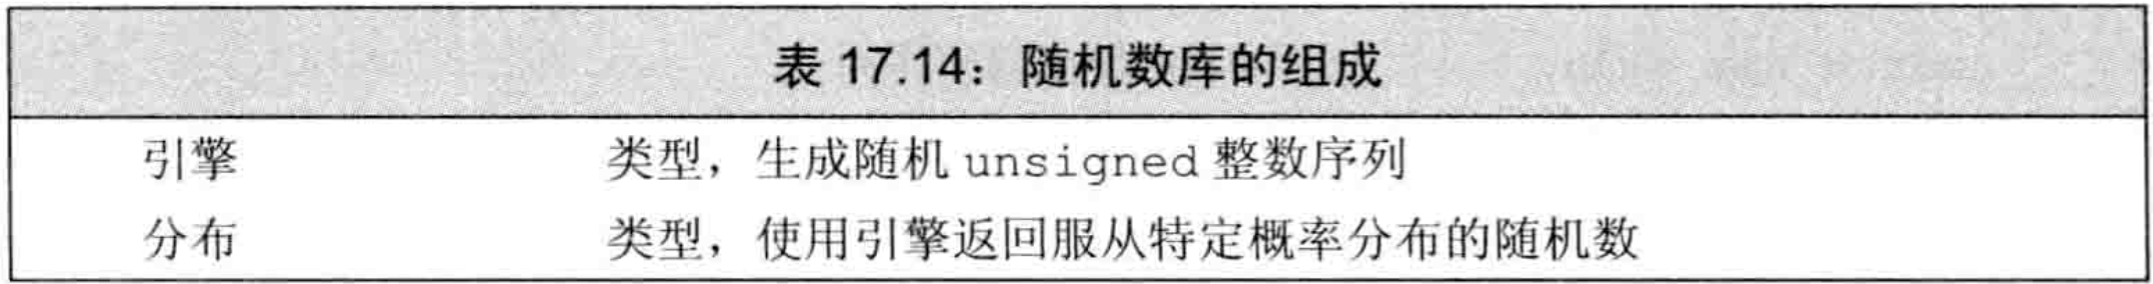 表 17.14：随机数库的组成
引擎 类型，生成随机 unsigned 整数序列
分布 类型，使用引擎返回服从特定概率分布的随机数